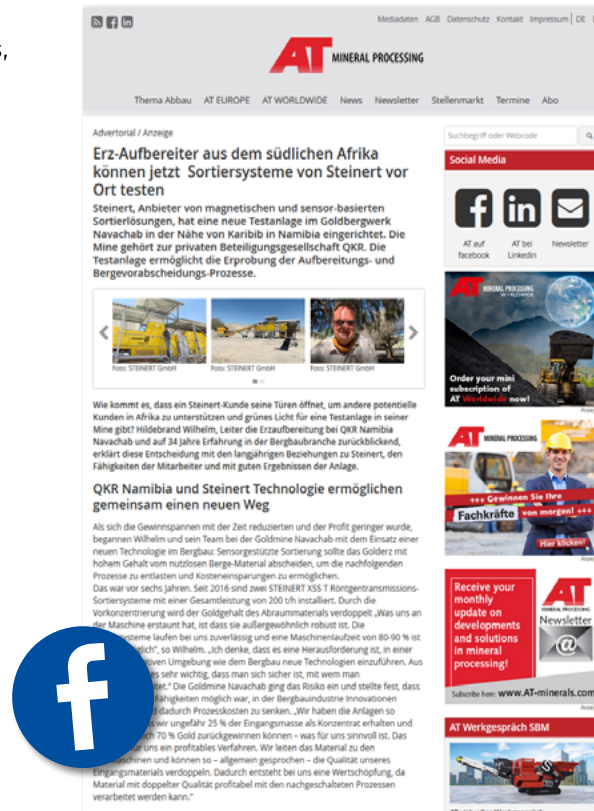 ,
Mediadaten AGB Datenschutz Kontakt Impressum | DE
AT MINERAL PROCESSING
Thema Abbau AT EUROPE AT WORLDWIDE News Newsletter Stellenmarkt Termine Abo
Advertorial / Anzeige
Erz-Aufbereiter aus dem südlichen Afrika
können jetzt Sortiersysteme von Steinert vor
Ort testen
Steinert, Anbieter von magnetischen und sensor-basierten
Sortierlösungen, hat eine neue Testanlage im Goldbergwerk
Navachab in der Nähe von Karibib in Namibia eingerichtet. Die
Mine gehört zur privaten Beteiligungsgesellschaft QKR. Die
Testanlage ermöglicht die Erprobung der Aufbereitungs- und
Bergevorabscheidungs-Prozesse.
Foto: STEINERT GmbH
Foto: STEINERT GmbH
Foto: STEINERT GmbH
Wie kommt es, dass ein Steinert-Kunde seine Türen öffnet, um andere potentielle
Kunden in Afrika zu unterstützen und grünes Licht für eine Testanlage in seiner
Mine gibt? Hildebrand Wilhelm, Leiter die Erzaufbereitung bei QKR Namibia
Navachab und auf 34 Jahre Erfahrung in der Bergbaubranche zurückblickend,
erklärt diese Entscheidung mit den langjährigen Beziehungen zu Steinert, den
Fähigkeiten der Mitarbeiter und mit guten Ergebnissen der Anlage.
QKR Namibia und Steinert Technologie ermöglichen
gemeinsam einen neuen Weg
Als sich die Gewinnspannen mit der Zeit reduzierten und der Profit geringer wurde,
begannen Wilhelm und sein Team bei der Goldmine Navachab mit dem Einsatz einer
neuen Technologie im Bergbau: Sensorgestützte Sortierung sollte das Golderz mit
hohem Gehalt vom nutzlosen Berge-Material abscheiden, um die nachfolgenden
Prozesse zu entlasten und Kosteneinsparungen zu ermöglichen.
Das war vor sechs Jahren. Seit 2016 sind zwei STEINERT XSS T Röntgentransmissions-
Sortiersysteme mit einer Gesamtleistung von 200 t/h installiert. Durch die
Vorkonzentrierung wird der Goldgehalt des Abraummaterials verdoppelt „Was uns an
der Maschine erstaunt hat, ist dass sie außergewöhnlich robust ist. Die
systeme laufen bei uns zuverlässig und eine Maschinenlaufzeit von 80-90 % ist
glich“, so Wilhelm. „Ich denke, dass es eine Herausforderung ist, in einer
tiven Umgebung wie dem Bergbau neue Technologien einzuführen. Aus
es sehr wichtig, dass man sich sicher ist, mit wem man
tet.“ Die Goldmine Navachab ging das Risiko ein und stellte fest, dass
Fähigkeiten möglich war, in der Bergbauindustrie Innovationen
d dadurch Prozesskosten zu senken. „Wir haben die Anlagen so
wir ungefähr 25 % der Eingangsmasse als Konzentrat erhalten und
ch 70 % Gold zurückgewinnen können – was für uns sinnvoll ist. Das
für uns ein profitables Verfahren. Wir leiten das Material zu den
schinen und können so – allgemein gesprochen – die Qualität unseres
Eingangsmaterials verdoppeln. Dadurch entsteht bei uns eine Wertschöpfung, da
Material mit doppelter Qualität profitabel mit den nachgeschalteten Prozessen
verarbeitet werden kann.“
Suchbegriff oder Webcode
Social Media
AT auf facebook
AT bei Linkedin
Newsletter
AT MINERAL PROCESSING
WORLDWIDE
Order your mini
subscription of
AT Worldwide now!
AT MINERAL PROCESSING
+++ Gewinnen Sie Ihre
Fachkräfte von morgen! +++
Hier klicken!
Receive your
monthly
update on
developments
and solutions
in mineral
processing!
AT
MINERAL PROCESSING
Newsletter
@
Subscribe here: www.AT-minerals.com
AT Werkgespräch SBM